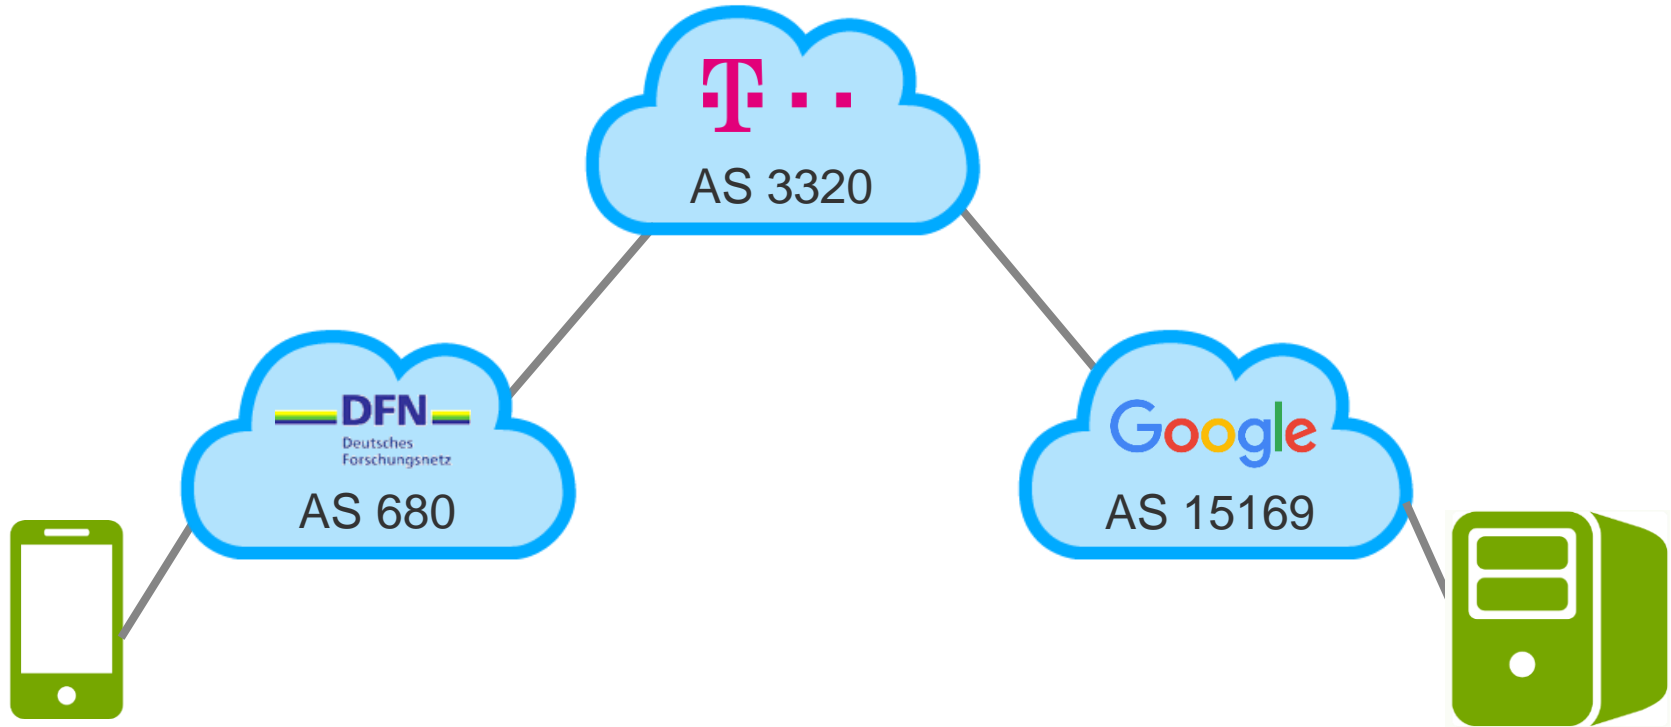 T
AS 3320
DFN
Deutsches
Forschungsnetz
AS 680
Google
AS 15169